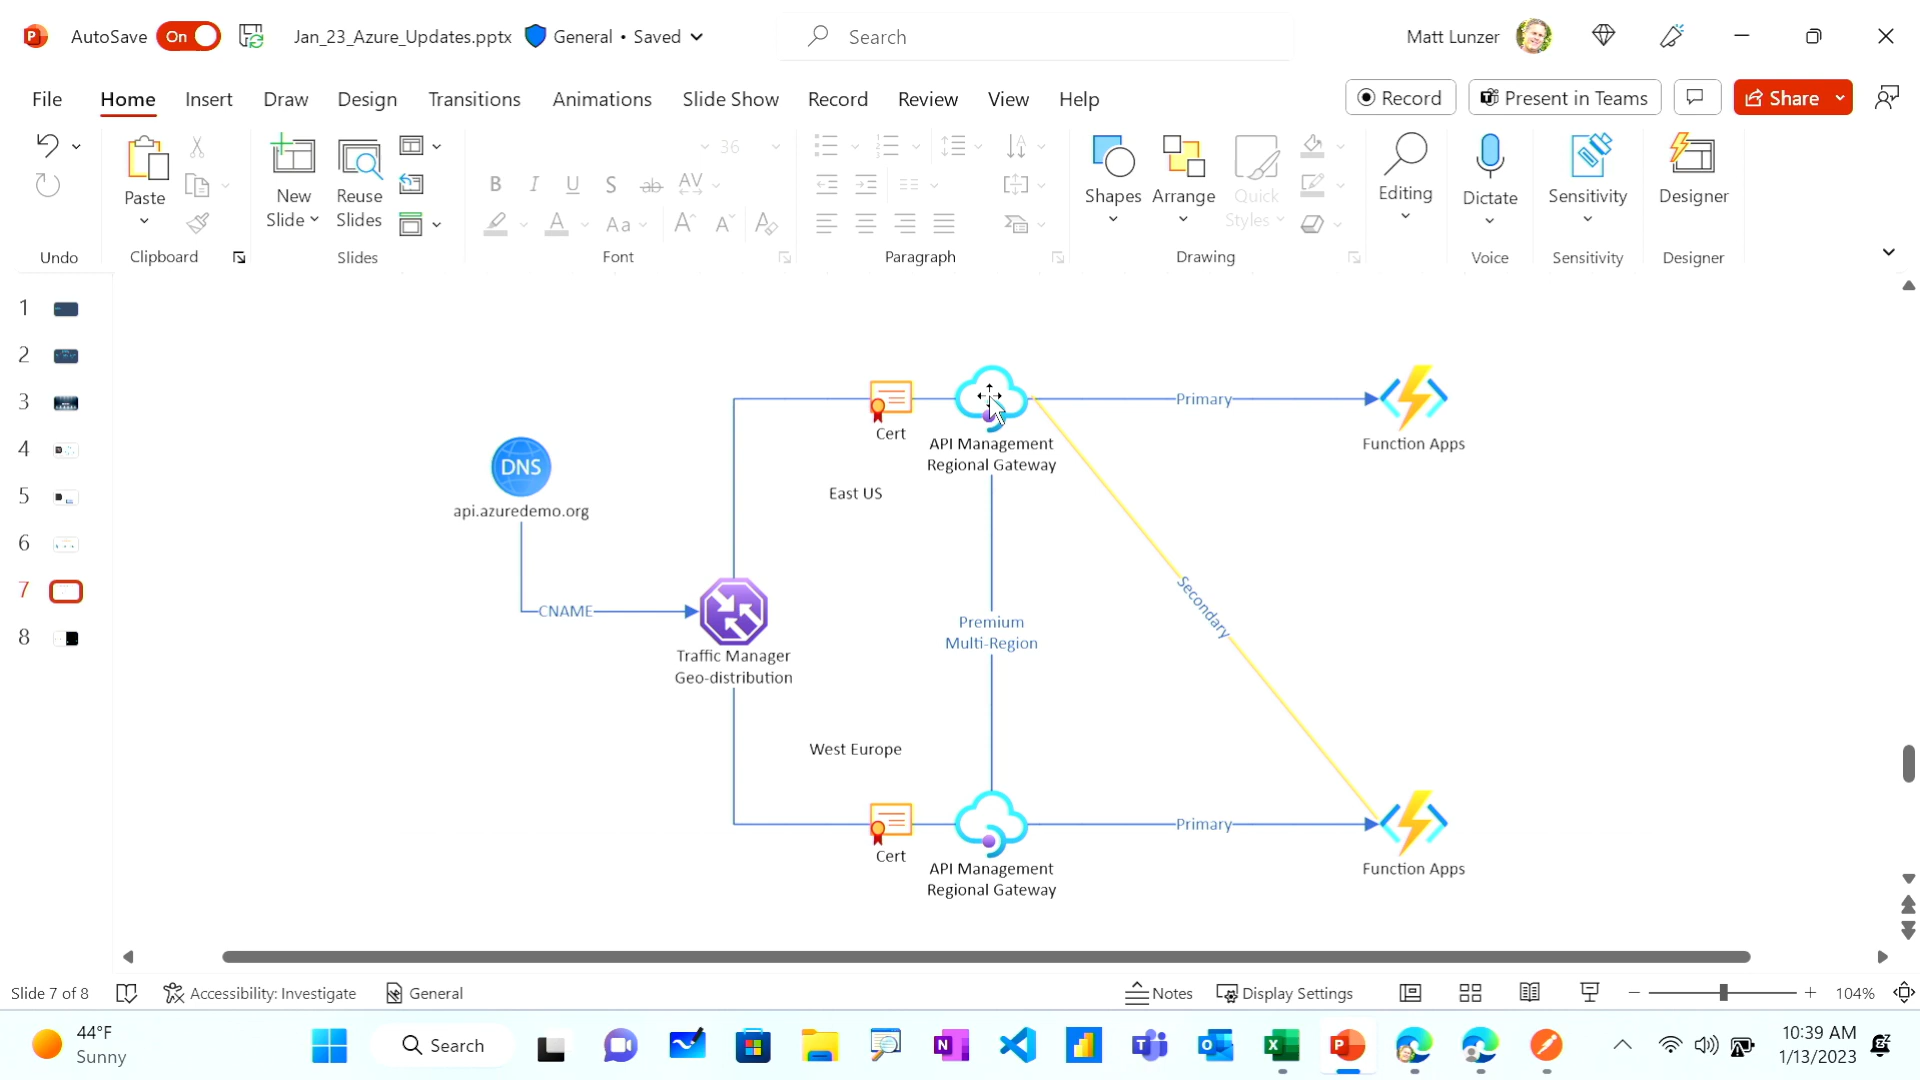 AutoSave On Jan_23_Azure_Updates.pptx General • Saved Search Matt Lunzer
File Home Insert Draw Design Transitions Animations Slide Show Record Review View Help Record Present in Teams Share
36
Paste
New
Slide
Reuse
Slides
B I U S ab AV
A Aa A A A
Shapes Arrange Quick
Styles
Editing Dictate Sensitivity Designer
Undo Clipboard Slides Font Paragraph Drawing Voice Sensitivity Designer
1
2
3
4
5
6
7
8
DNS
api.azuredemo.org
CNAME
Traffic Manager
Geo-distribution
Cert
API Management
Regional Gateway
East US
Primary
Function Apps
Premium
Multi-Region
Secondary
West Europe
Cert
API Management
Regional Gateway
Primary
Function Apps
Slide 7 of 8 Accessibility: Investigate General Notes Display Settings 104%
44°F
Sunny
Search
10:39 AM
1/13/2023